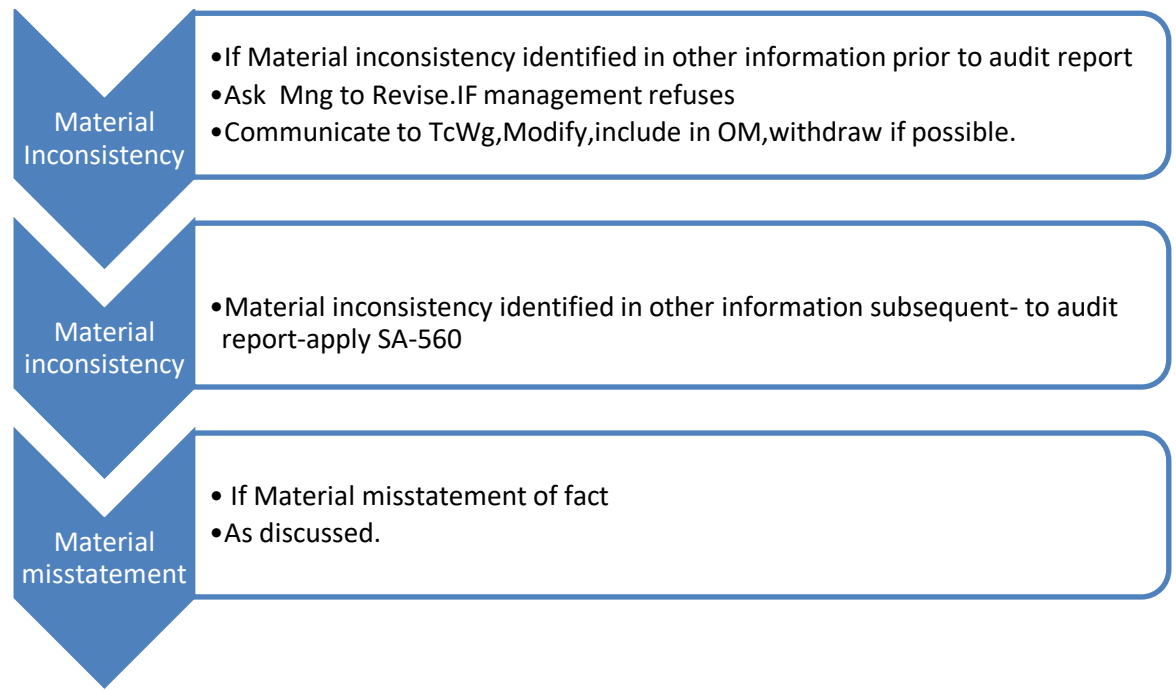 Material
Inconsistency
•If Material inconsistency identified in other information prior to audit report
•Ask Mng to Revise.IF management refuses
•Communicate to TcWg,Modify,include in OM,withdraw if possible.
Material
inconsistency
•Material inconsistency identified in other information subsequent- to audit
report-apply SA-560
Material
misstatement
• If Material misstatement of fact
•As discussed.